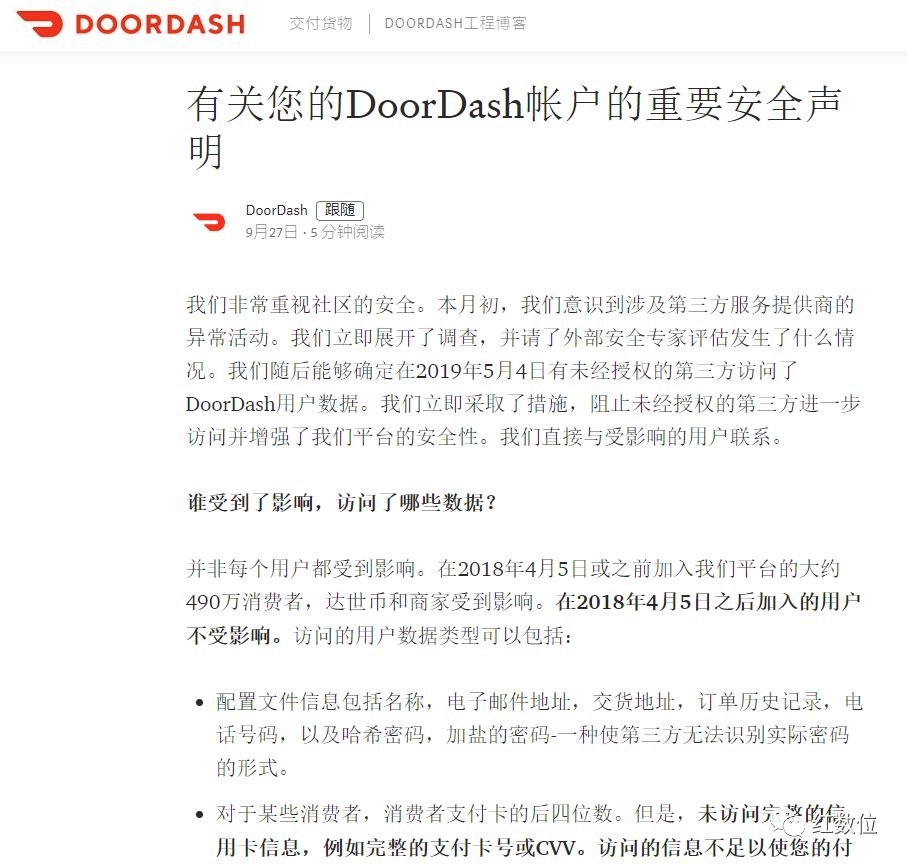 DOORDASH 交付货物 DOORDASH工程博客
有关您的DoorDash帐户的重要安全声
明
DoorDash 跟随
9月27日 · 5 分钟阅读
我们非常重视社区的安全。本月初，我们意识到涉及第三方服务提供商的
异常活动。我们立即展开了调查，并请了外部安全专家评估发生了什么情
况。我们随后能够确定在2019年5月4日有未经授权的第三方访问了
DoorDash用户数据。我们立即采取了措施，阻止未经授权的第三方进一步
访问并增强了我们平台的安全性。我们直接与受影响的用户联系。
谁受到了影响，访问了哪些数据？
并非每个用户都受到影响。在2018年4月5日或之前加入我们平台的大约
490万消费者，达世币和商家受到影响。在2018年4月5日之后加入的用户
不受影响。访问的用户数据类型可以包括：
• 配置文件信息包括名称，电子邮件地址，交货地址，订单历史记录，电
话号码，以及哈希密码，加盐的密码-一种使第三方无法识别实际密码
的形式。
• 对于某些消费者，消费者支付卡的后四位数。但是，未访问完整的信
用卡信息，例如完整的支付卡号或CVV。访问的信息不足以使您的付
红数位